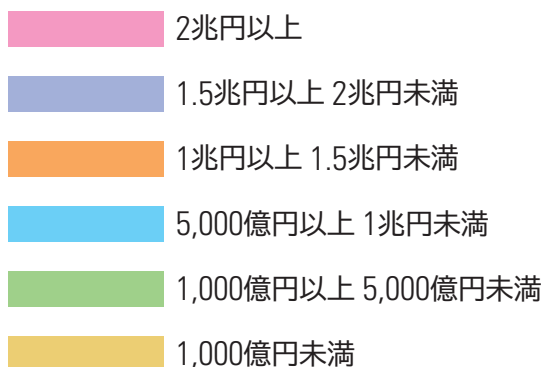 2兆円以上
1.5兆円以上 2兆円未満
1兆円以上 1.5兆円未満
5,000億円以上 1兆円未満
1,000億円以上 5,000億円未満
1,000億円未満